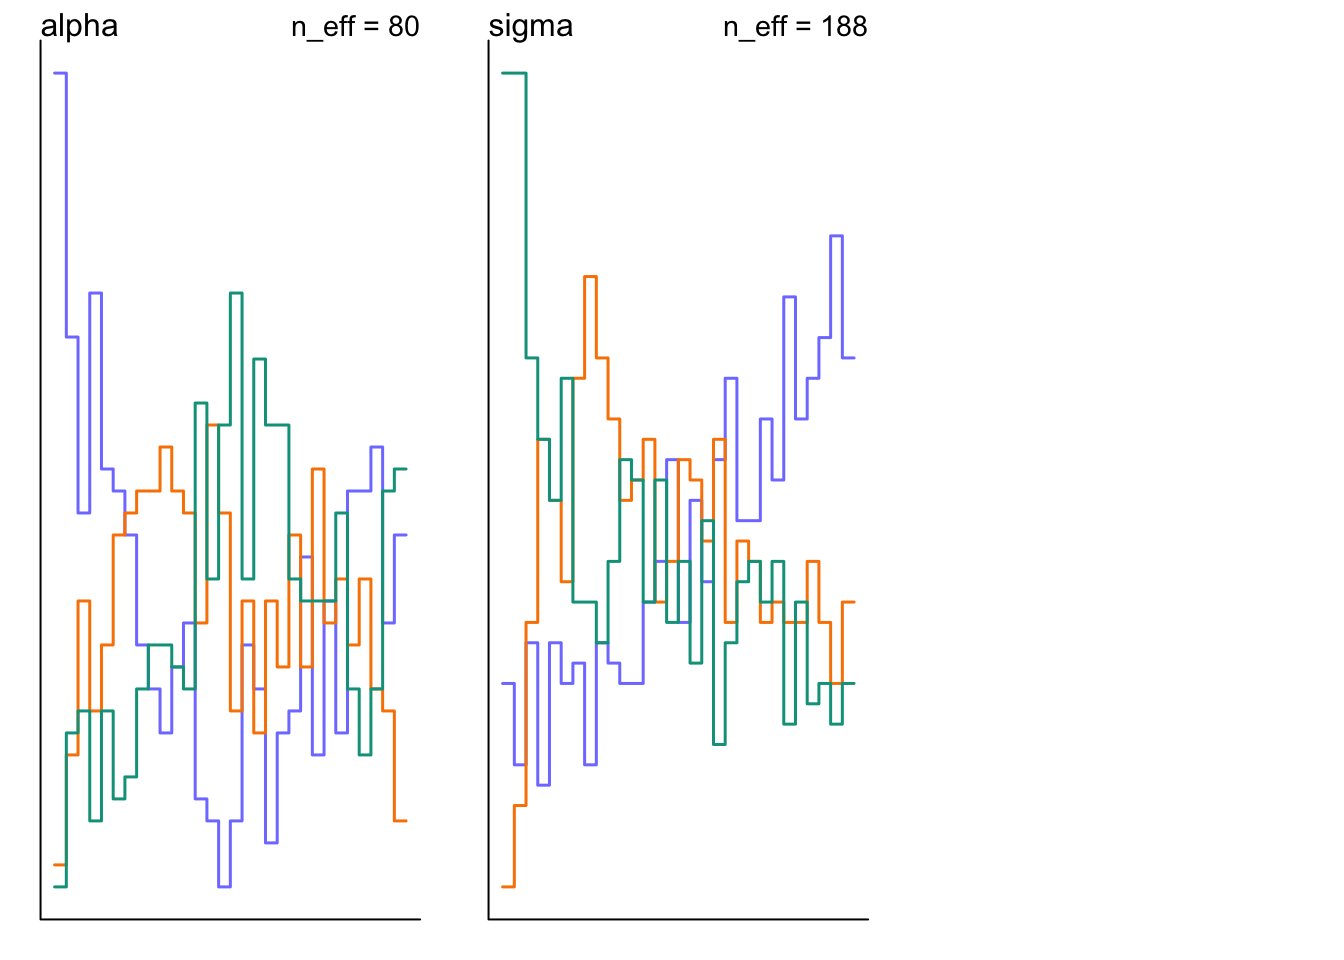 alpha n_eff = 80
sigma n_eff = 188